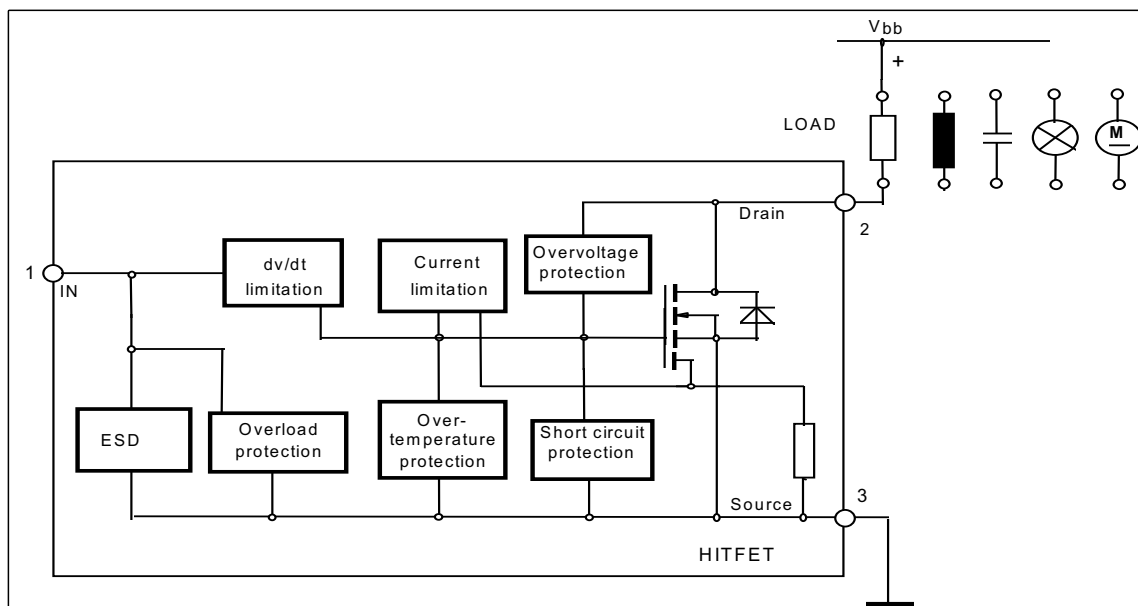 Vbb
+
LOAD
M
Drain
2
Overvoltage
protection
1
IN
dv/dt
limitation
Current
limitation
ESD
Overload
protection
Over-
temperature
protection
Short circuit
protection
Source
3
HITFET